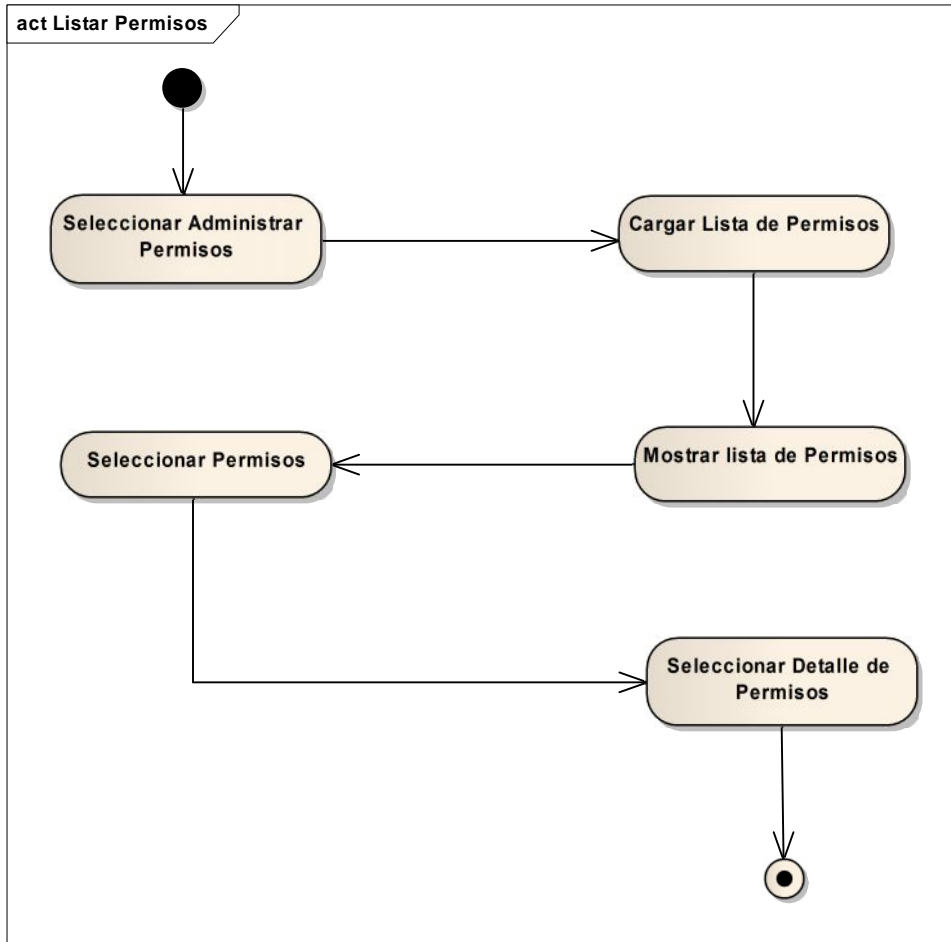 act Listar Permisos
Seleccionar Administrar
Permisos
Cargar Lista de Permisos
Mostrar lista de Permisos
Seleccionar Permisos
Seleccionar Detalle de
Permisos